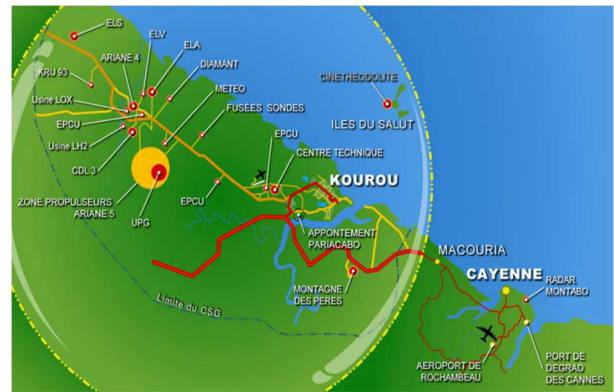 ELS
ELV
ELA
ARIANE 4
DIAMANT
KRU 93
METEO
CINETHEODOLITE
Usine LOX
FUSÉES SONDES
ILES DU SALUT
EPCU
EPCU
Usine LH2
CENTRE TECHNIQUE
CDL 3
KOUROU
ZONE PROPULSEURS
ARIANE 5
EPCU
UPG
APPONTEMENT
PARIACABO
MACOURIA
CAYENNE
MONTAGNE
DES PERES
RADAR
MONTABO
Limite du CSG
AEROPORT DE
ROCHAMBEAU
PORT DE
DEGRAD
DES CANNES